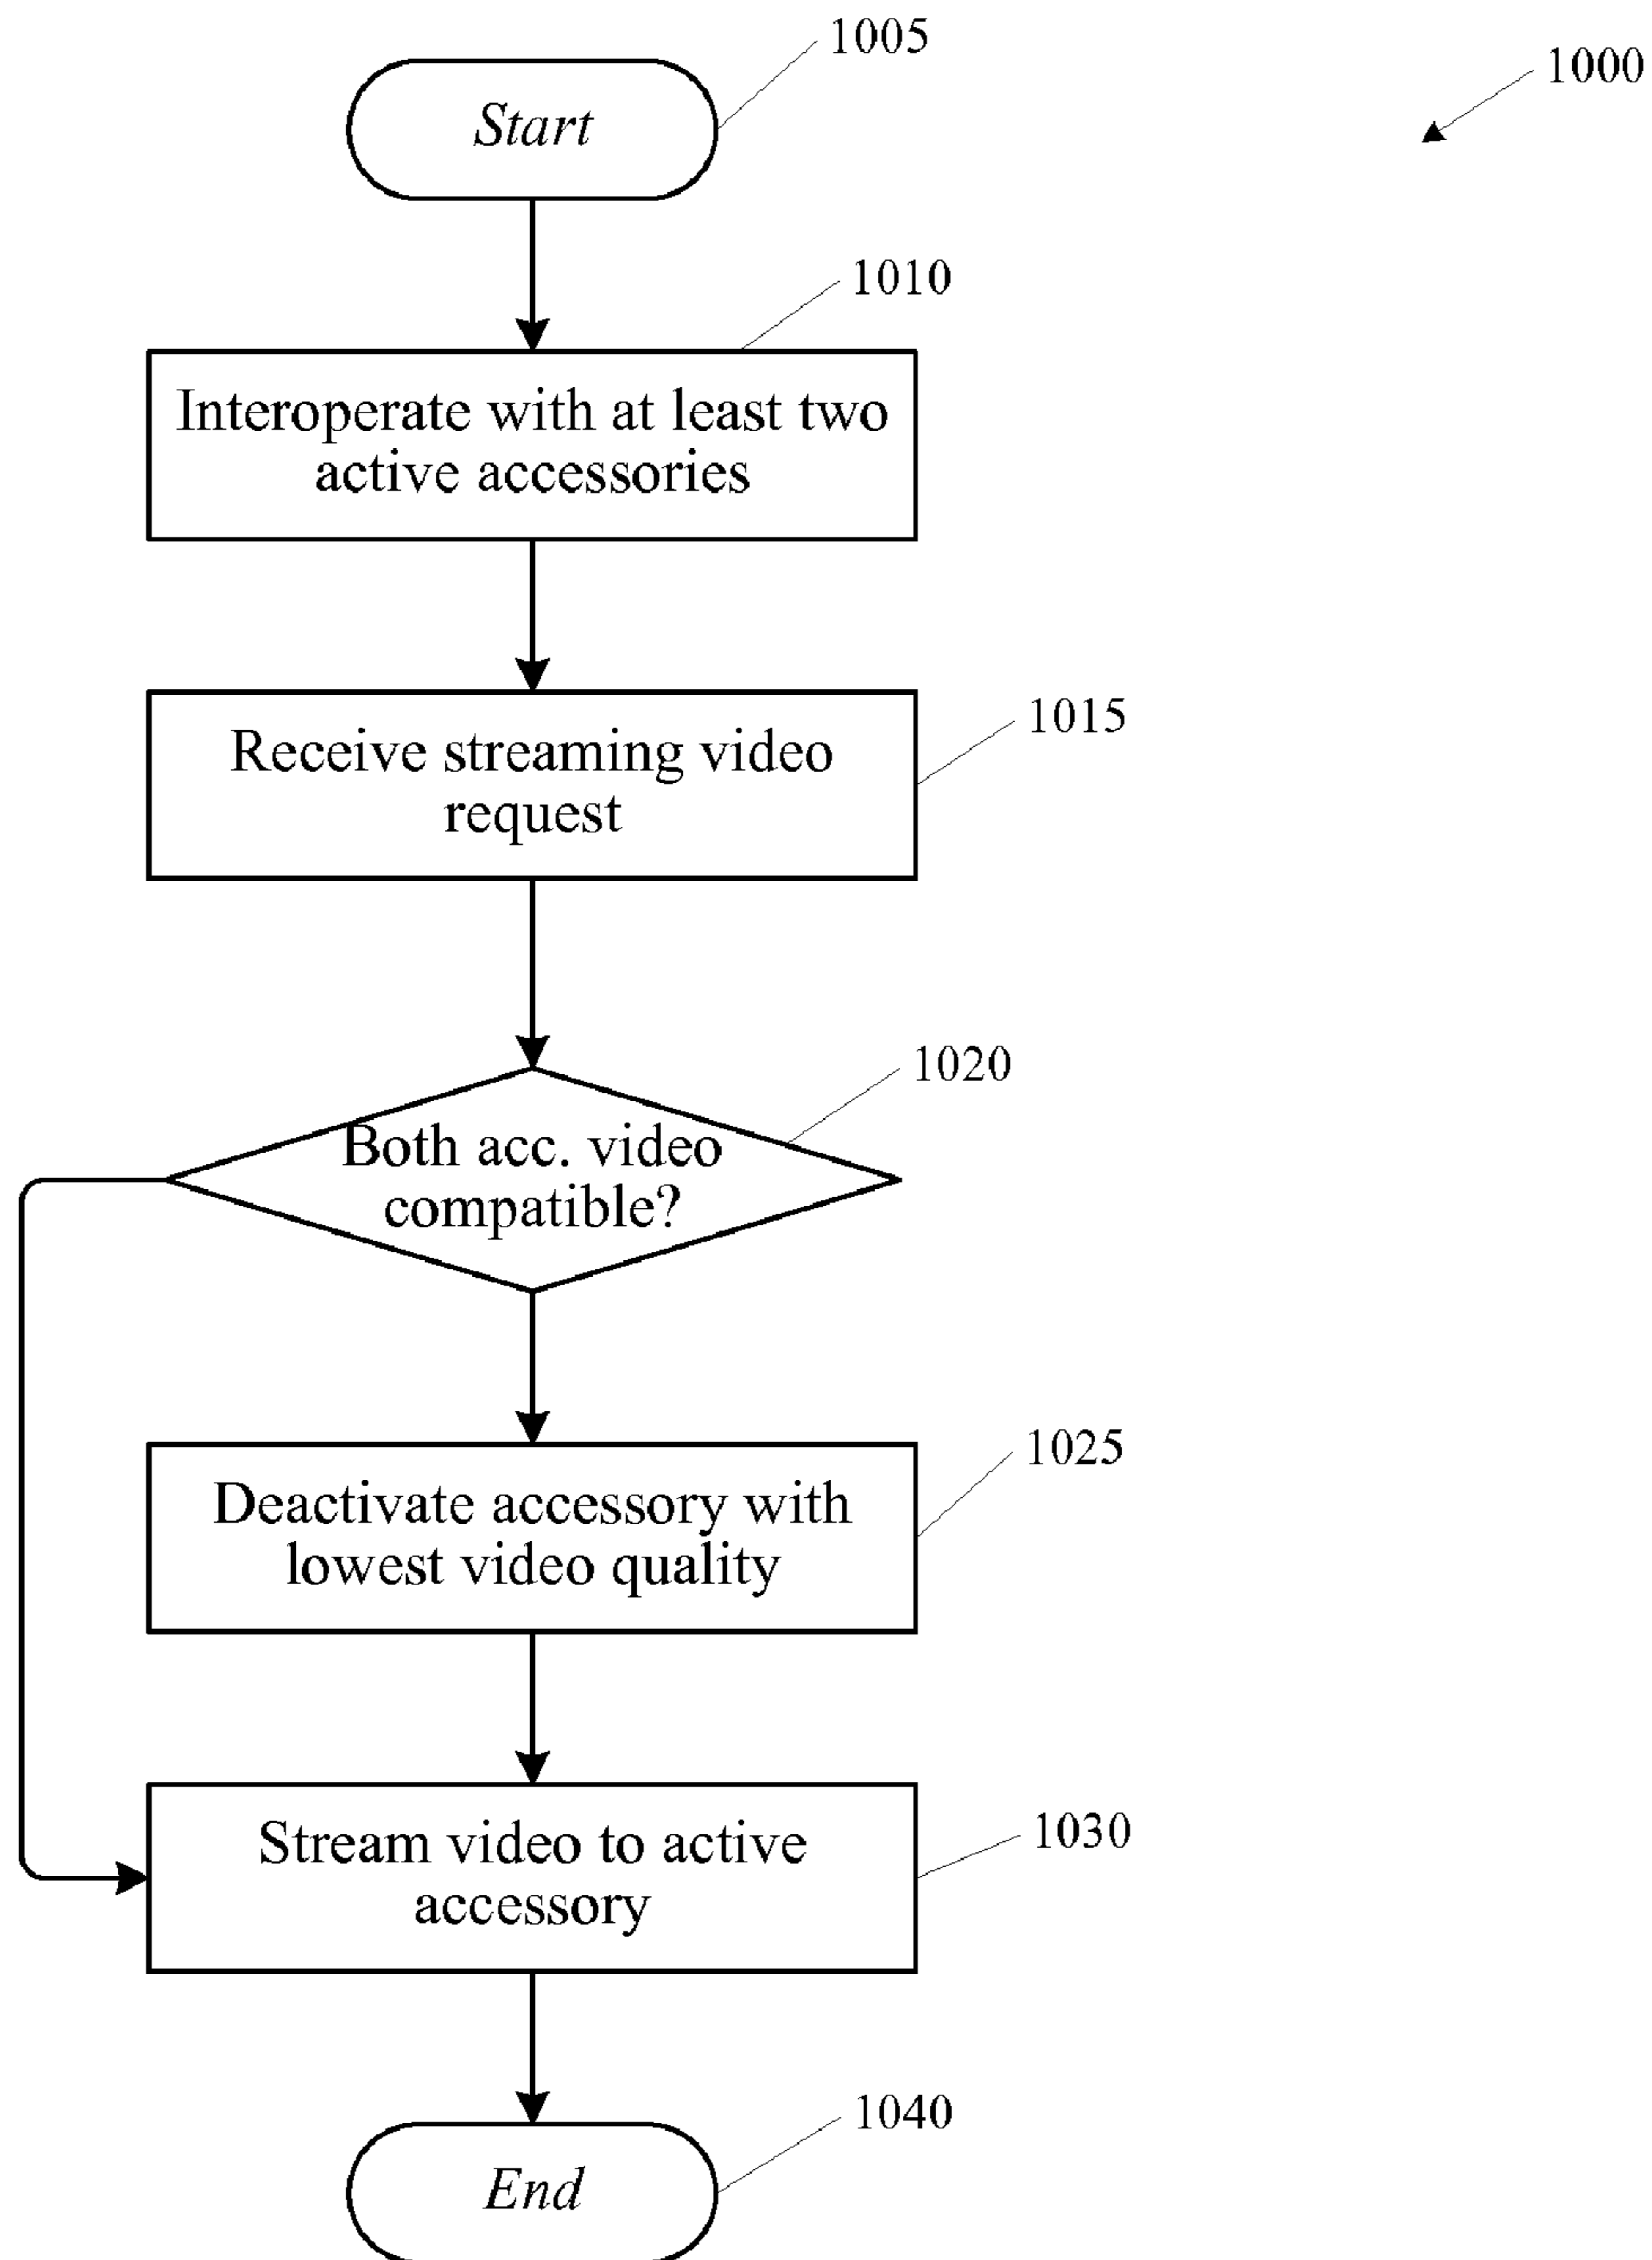 1005
1000
Start
1010
Interoperate with at least two
active accessories
1015
Receive streaming video
request
1020
Both acc. video
compatible?
1025
Deactivate accessory with
lowest video quality
1030
Stream video to active
accessory
1040
End